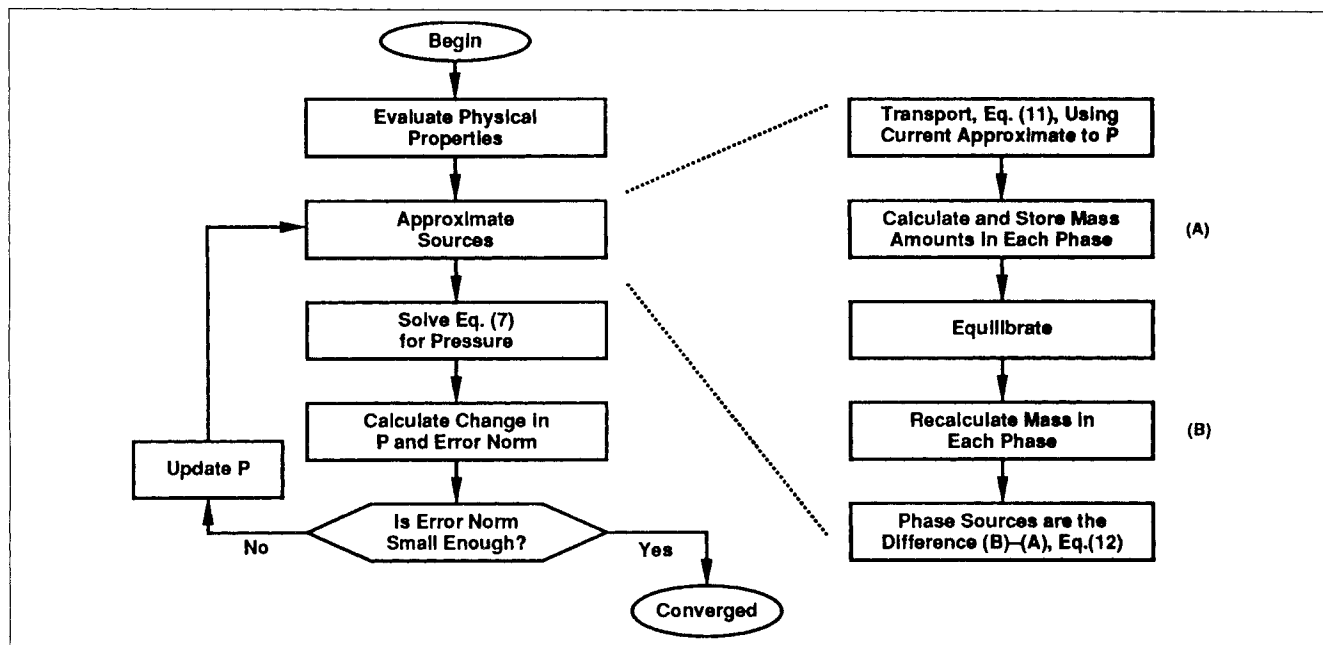 Begin
Evaluate Physical
Properties
Approximate
Sources
Solve Eq. (7)
for Pressure
Calculate Change in
P and Error Norm
Update P
Is Error Norm
Small Enough?
No
Yes
Converged
Transport, Eq. (11), Using
Current Approximate to P
Calculate and Store Mass
Amounts in Each Phase
(A)
Equilibrate
Recalculate Mass in
Each Phase
(B)
Phase Sources are the
Difference (B)–(A), Eq.(12)